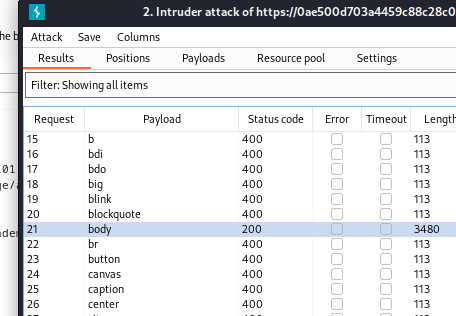 2. Intruder attack of https://0ae500d703a4459c88c28c0
Attack Save Columns
Results Positions Payloads Resource pool Settings
Filter: Showing all items
Request Payload Status code Error Timeout Length
15 b 400 113
16 bdi 400 113
17 bdo 400 113
18 big 400 113
19 blink 400 113
20 blockquote 400 113
21 body 200 3480
22 br 400 113
23 button 400 113
24 canvas 400 113
25 caption 400 113
26 center 400 113